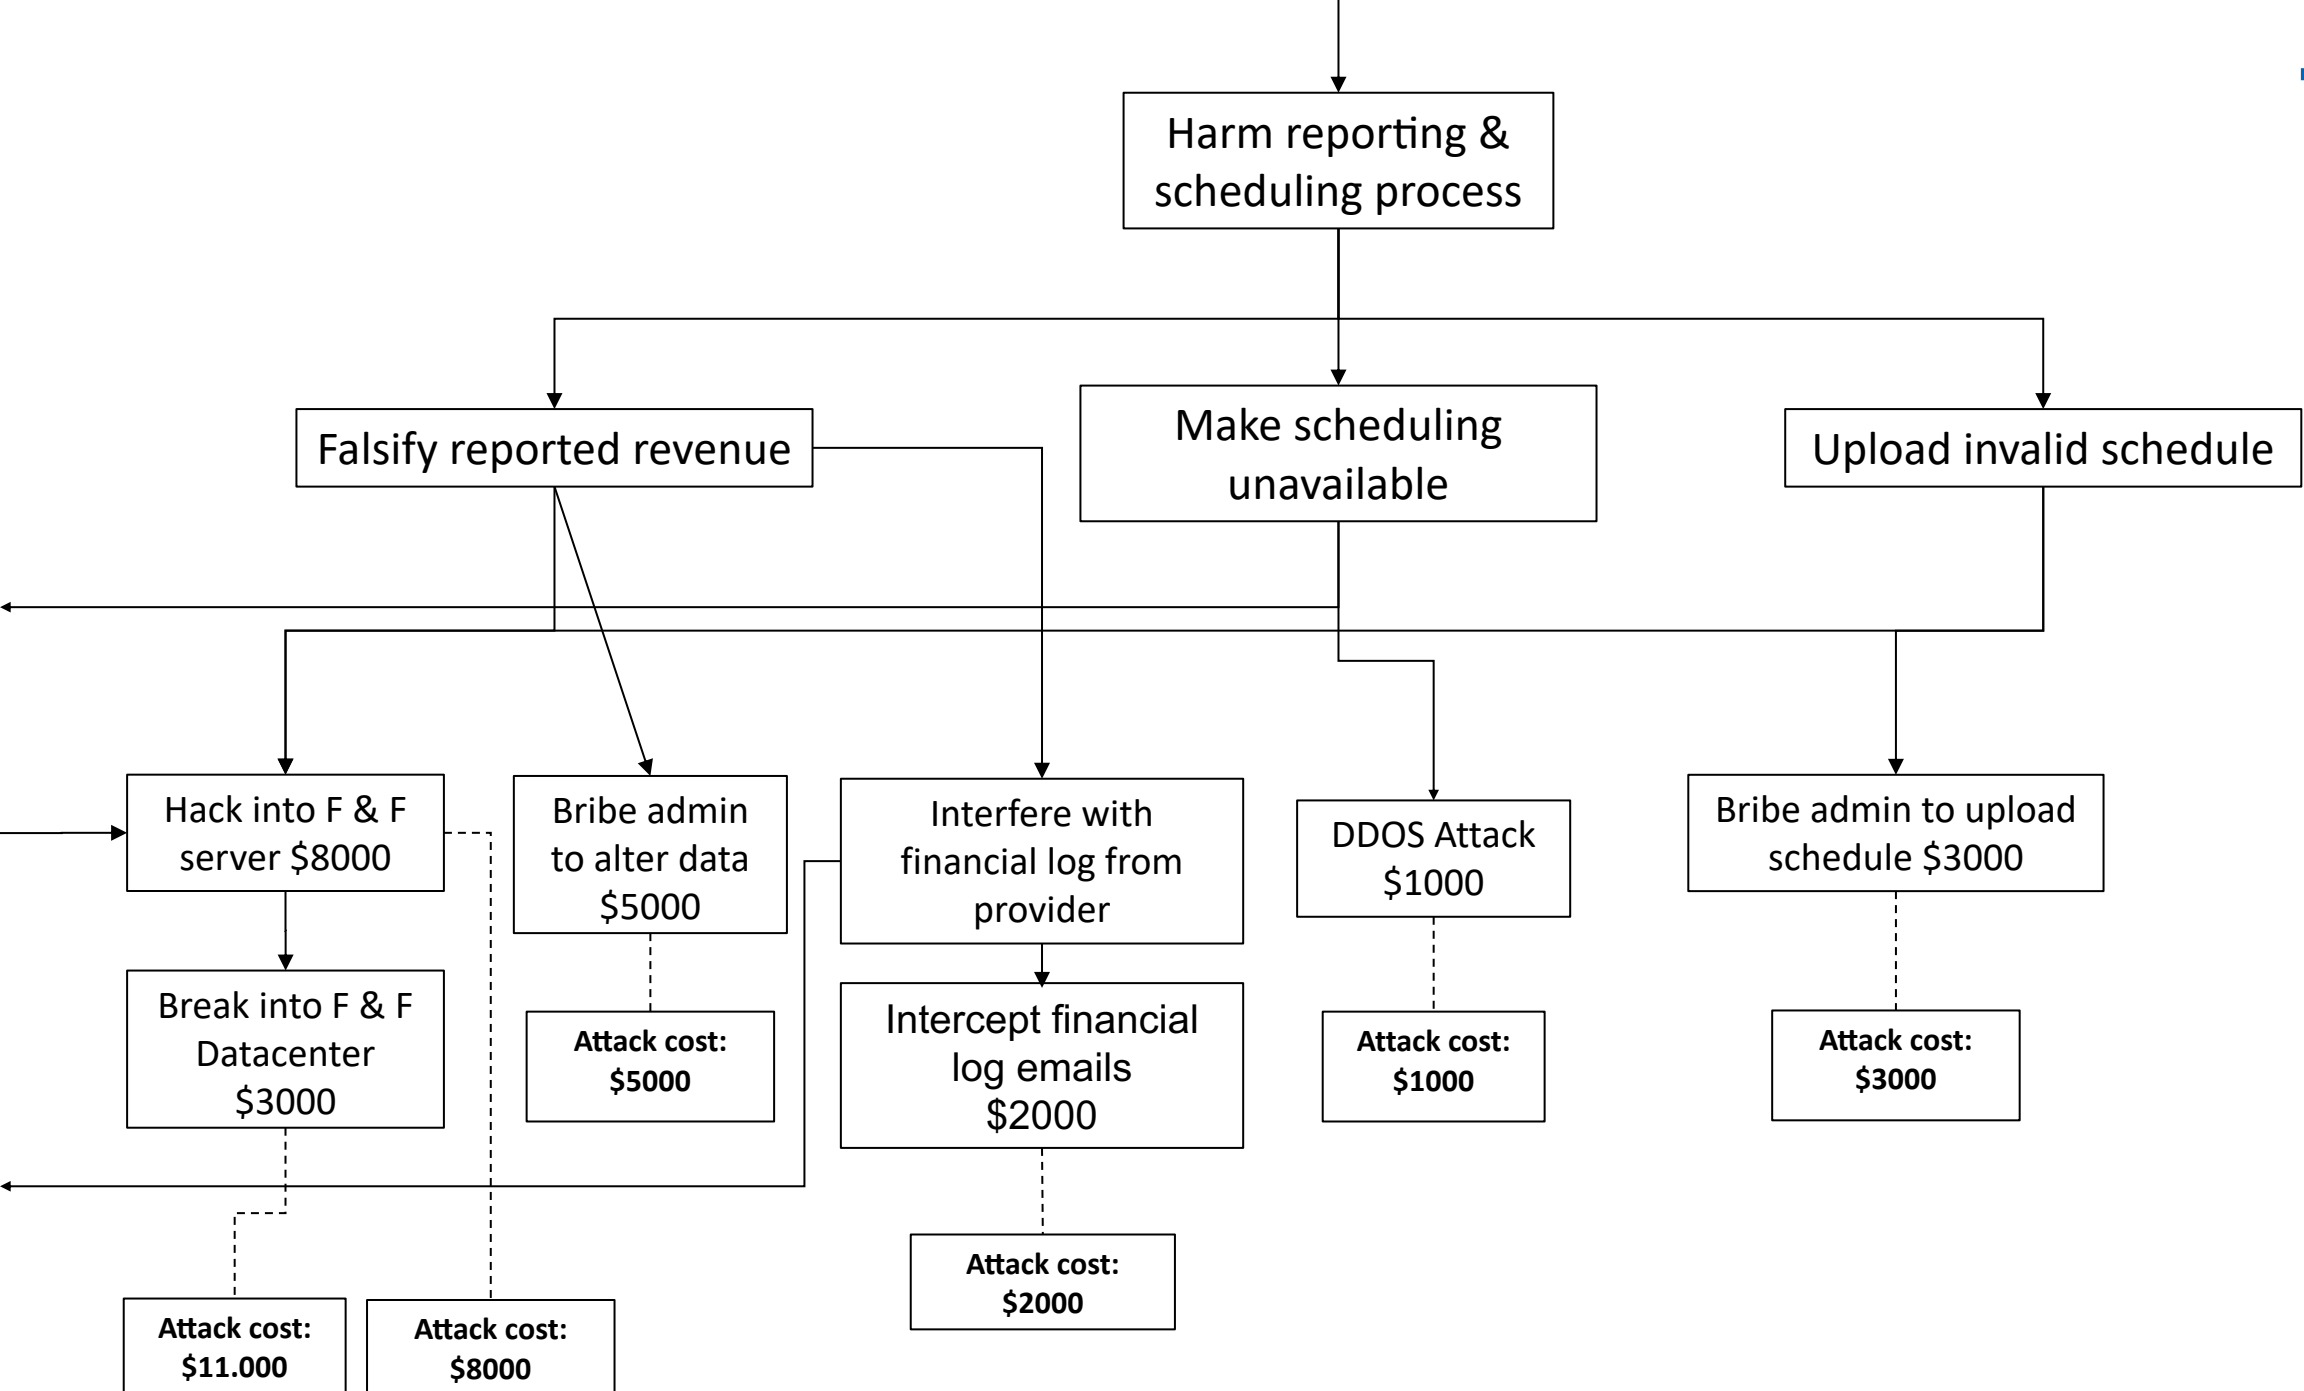 Harm reporting &
scheduling process
Falsify reported revenue
Make scheduling
unavailable
Upload invalid schedule
Hack into F & F
server $8000
Bribe admin
to alter data
$5000
Interfere with
financial log from
provider
DDOS Attack
$1000
Bribe admin to upload
schedule $3000
Break into F & F
Datacenter
$3000
Attack cost:
$5000
Intercept financial
log emails
$2000
Attack cost:
$1000
Attack cost:
$3000
Attack cost:
$2000
Attack cost:
$11.000
Attack cost:
$8000